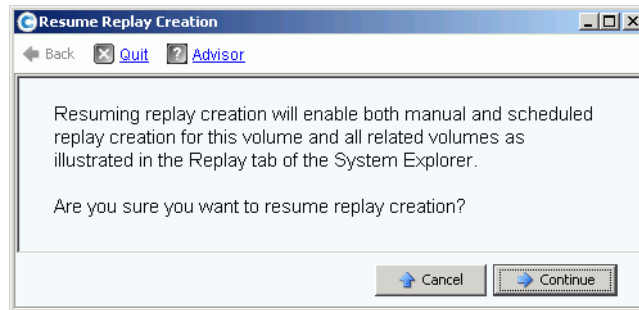 Resume Replay Creation
Back Quit ? Advisor
Resuming replay creation will enable both manual and scheduled
replay creation for this volume and all related volumes as
illustrated in the Replay tab of the System Explorer.
Are you sure you want to resume replay creation?
Cancel Continue